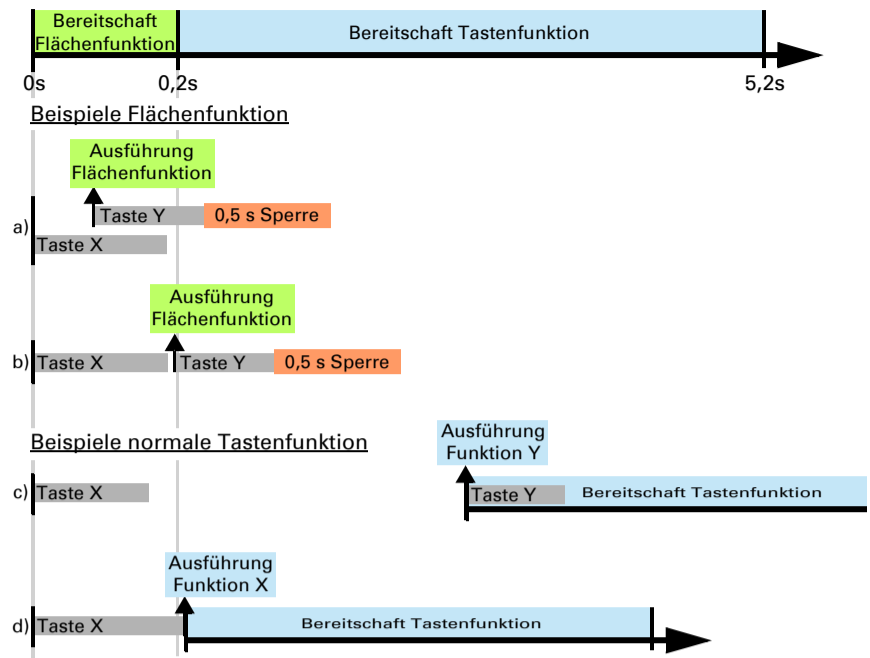 Bereitschaft
Flächenfunktion
Bereitschaft Tastenfunktion
0s
0,2s
5,2s
Beispiele Flächenfunktion
Ausführung
Flächenfunktion
a)
Taste Y
0,5 s Sperre
Taste X
Ausführung
Flächenfunktion
b)
Taste X
Taste Y
0,5 s Sperre
Beispiele normale Tastenfunktion
Ausführung
Funktion Y
c)
Taste X
Taste Y
Bereitschaft Tastenfunktion
Ausführung
Funktion X
d)
Taste X
Bereitschaft Tastenfunktion